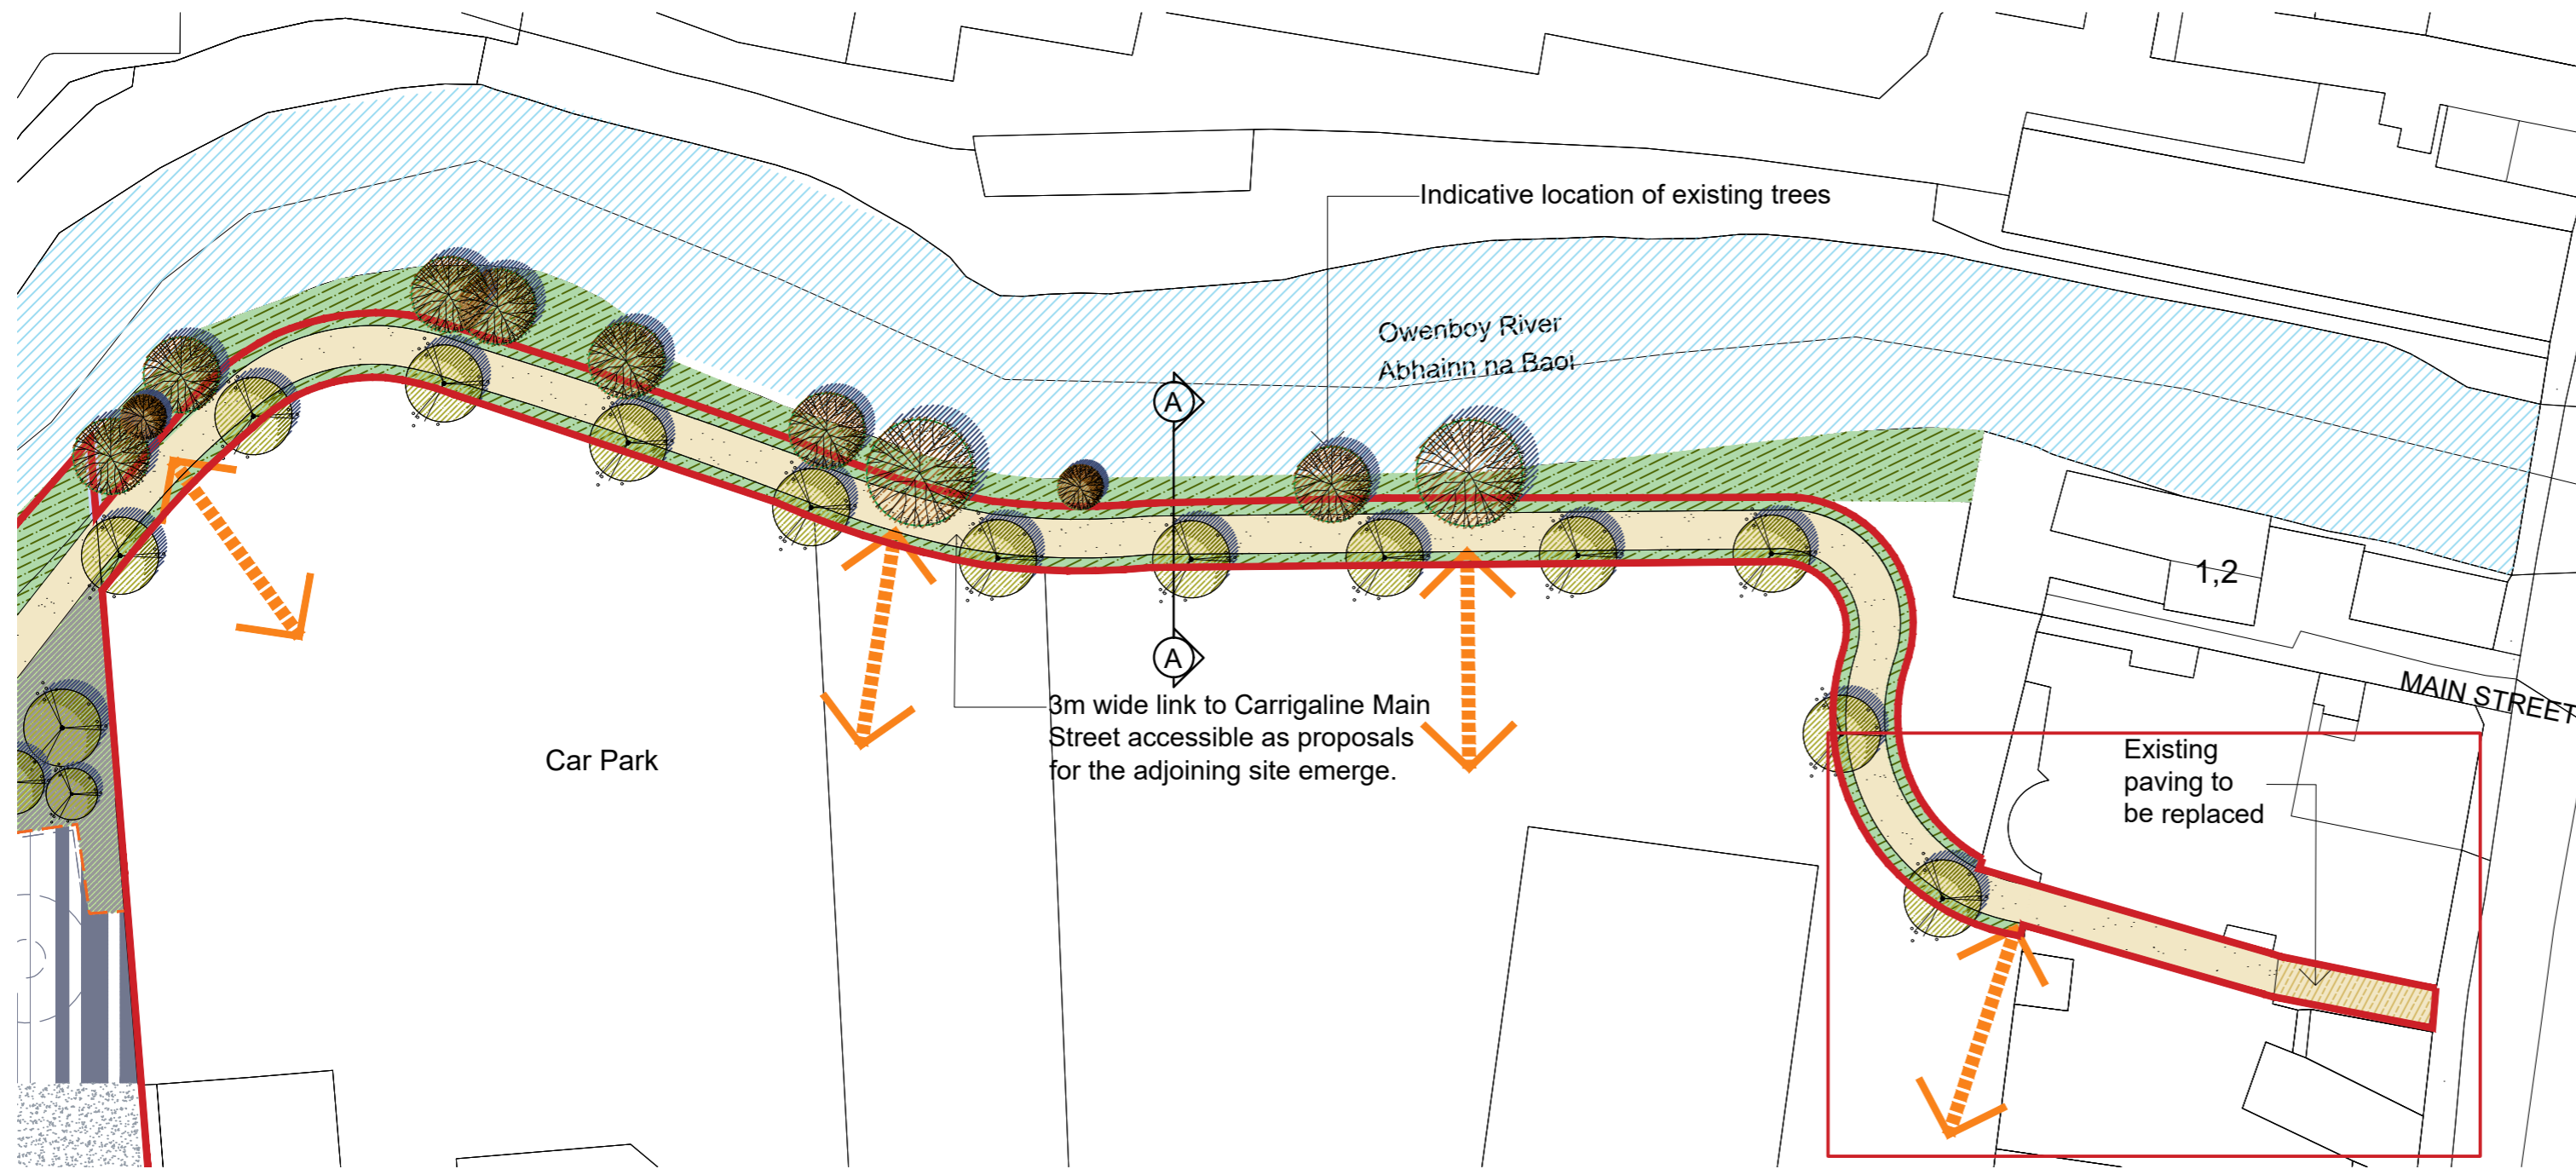 Indicative location of existing trees
Owenboy River
Abhainn na Baoi
A
A
1,2
MAIN STREET
3m wide link to Carrigaline Main
Street accessible as proposals
for the adjoining site emerge.
Car Park
Existing
paving to
be replaced